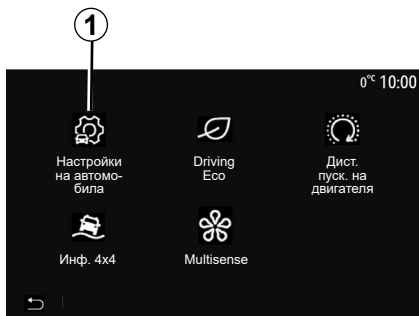 1
0°C 10:00
Настройки
на автомо-
била
Driving
Eco
Дист.
пуск. на
двигателя
Инф. 4x4
Multisense